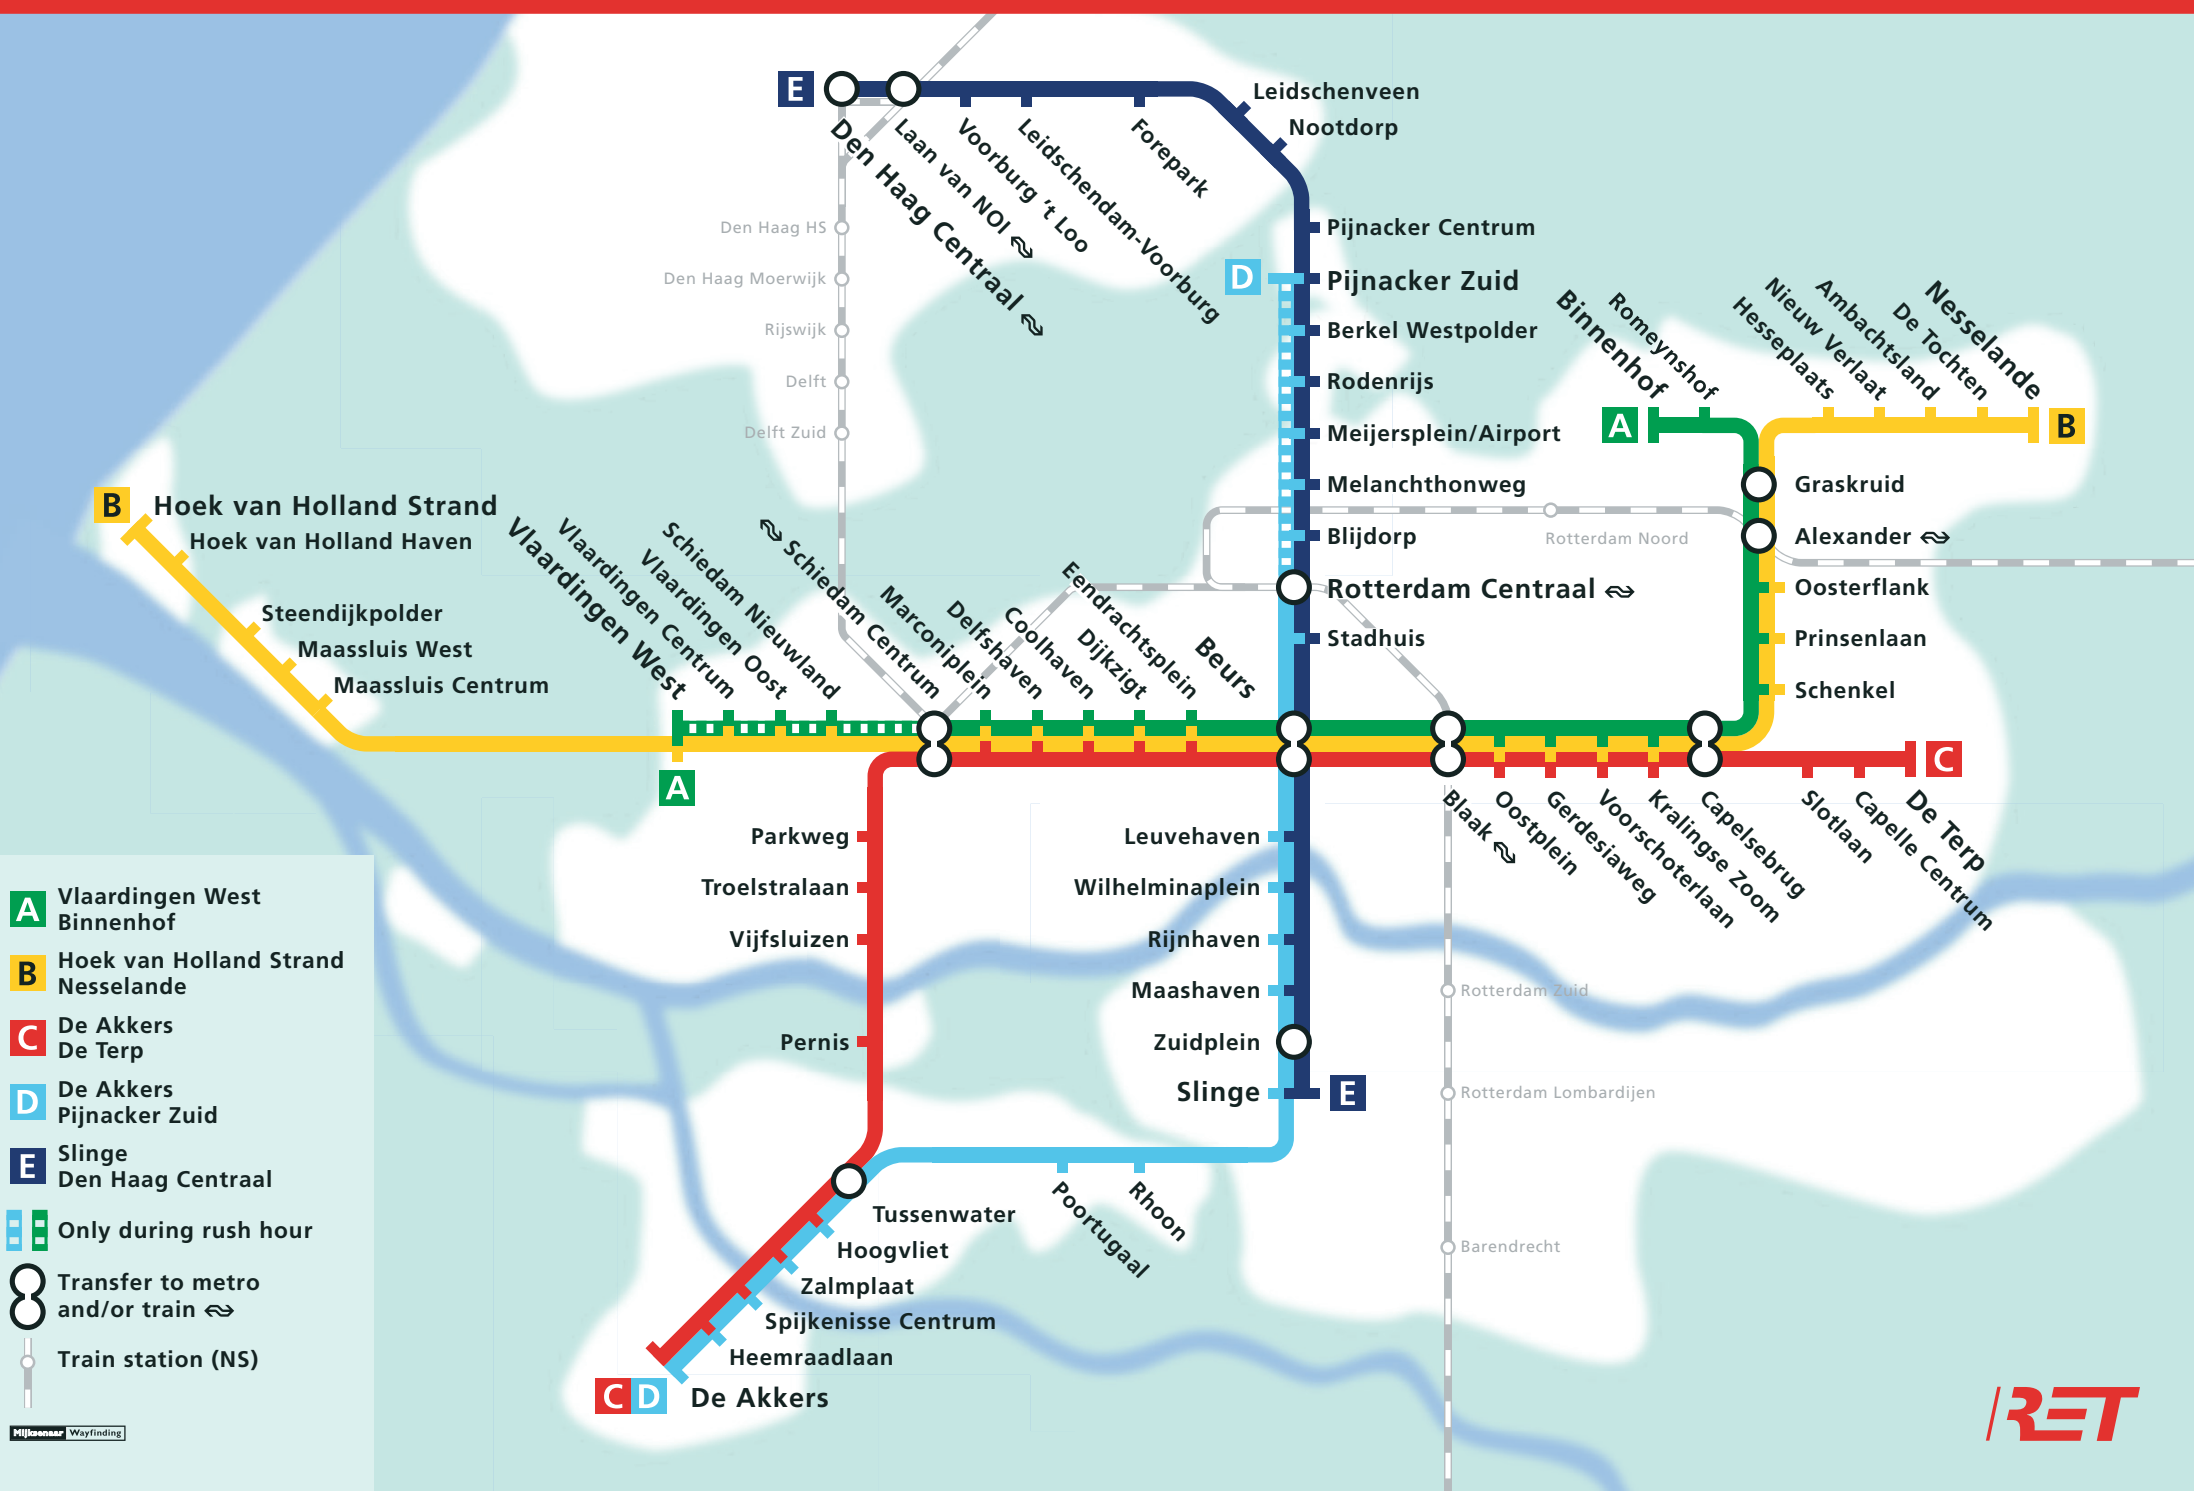 E
Leidschenveen
Nootdorp
Den Haag Centraal
Laan van NOI
Voorburg 't Loo
Leidschendam-Voorburg
Forepark
Den Haag HS
Den Haag Moerwijk
Rijswijk
Delft
Delft Zuid
Pijnacker Centrum
D
Pijnacker Zuid
Berkel Westpolder
Rodenrijs
Meijersplein/Airport
Melanchthonweg
Blijdorp
Rotterdam Centraal
Stadhuis
Rotterdam Noord
Binnenhof
Romeynshof
Hesseplaats
Nieuw Verlaat
Ambachtsland
De Tochten
Nesselande
A
B
Graskruid
Alexander
Oosterflank
Prinsenlaan
Schenkel
B
Hoek van Holland Strand
Hoek van Holland Haven
Steendijkpolder
Maassluis West
Maassluis Centrum
Vlaardingen West
Vlaardingen Centrum
Vlaardingen Oost
Schiedam Nieuwland
Schiedam Centrum
Marconiplein
Delfshaven
Coolhaven
Dijkzigt
Eendrachtsplein
Beurs
A
C
Blaak
Oostplein
Gerdesiaweg
Voorschoterlaan
Kralingse Zoom
Capelsebrug
Slotlaan
Capelle Centrum
De Terp
Parkweg
Troelstralaan
Vijfsluizen
Pernis
Leuvehaven
Wilhelminaplein
Rijnhaven
Maashaven
Zuidplein
Slinge
E
Rotterdam Zuid
Rotterdam Lombardijen
Barendrecht
Poortugaal
Rhoon
Tussenwater
Hoogvliet
Zalmplaat
Spijkenisse Centrum
Heemraadlaan
C D
De Akkers
A
Vlaardingen West
Binnenhof
B
Hoek van Holland Strand
Nesselande
C
De Akkers
De Terp
D
De Akkers
Pijnacker Zuid
E
Slinge
Den Haag Centraal
Only during rush hour
Transfer to metro
and/or train
Train station (NS)
Mijksenaar Wayfinding
RET